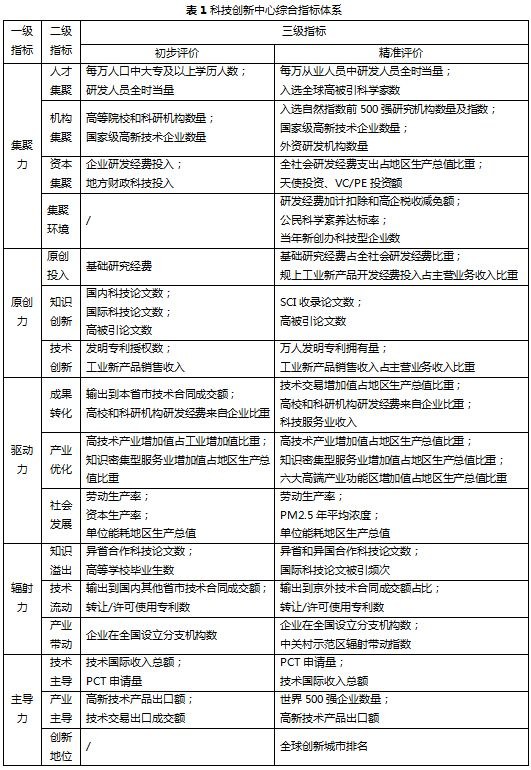 表 1 科技创新中心综合指标体系
一级指标 二级指标 三级指标
初步评价 精准评价
集聚力
人才集聚
每万人口中大专及以上学历人数；
研发人员全时当量
每万从业人员中研发人员全时当量；
入选全球高被引科学家数
机构集聚
高等院校和科研机构数量；
国家级高新技术企业数量
入选自然指数前 500 强研究机构数量及指数；
国家级高新技术企业数量；
外资研发机构数量
资本集聚
企业研发经费投入；
地方财政科技投入
全社会研发经费支出占地区生产总值比重；
天使投资、VC/PE 投资额
集聚环境
/
研发经费加计扣除和高企税收减免额；
公民科学素养达标率；
当年新创办科技型企业数
原创力
原创投入
基础研究经费
基础研究经费占全社会研发经费比重；
规上工业新产品开发经费投入占主营业务收入比重
知识创新
国内科技论文数；
国际科技论文数；
高被引论文数
SCI 收录论文数；
高被引论文数
技术创新
发明专利授权数；
工业新产品销售收入
万人发明专利拥有量；
工业新产品销售收入占主营业务收入比重
驱动力
成果转化
输出到本省市技术合同成交额；
高校和科研机构研发经费来自企业比重
技术交易增加值占地区生产总值比重；
高校和科研机构研发经费来自企业比重；
科技服务业收入
产业优化
高技术产业增加值占工业增加值比重；
知识密集型服务业增加值占地区生产总
值比重
高技术产业增加值占地区生产总值比重；
知识密集型服务业增加值占地区生产总值比重；
六大高端产业功能区增加值占地区生产总值比重
社会发展
劳动生产率；
资本生产率；
单位能耗地区生产总值
劳动生产率；
PM2.5 年平均浓度；
单位能耗地区生产总值
辐射力
知识溢出
异省合作科技论文数；
高等学校毕业生数
异省和异国合作科技论文数；
国际科技论文被引频次
技术流动
输出到国内其他省市技术合同成交额；
转让/许可使用专利数
输出到京外技术合同成交额占比；
转让/许可使用专利数
产业带动
企业在全国设立分支机构数
企业在全国设立分支机构数；
中关村示范区辐射带动指数
主导力
技术主导
技术国际收入总额；
PCT 申请量
PCT 申请量；
技术国际收入总额
产业主导
高新技术产品出口额；
技术交易出口成交额
世界 500 强企业数量；
高新技术产品出口额
创新地位
/
全球创新城市排名